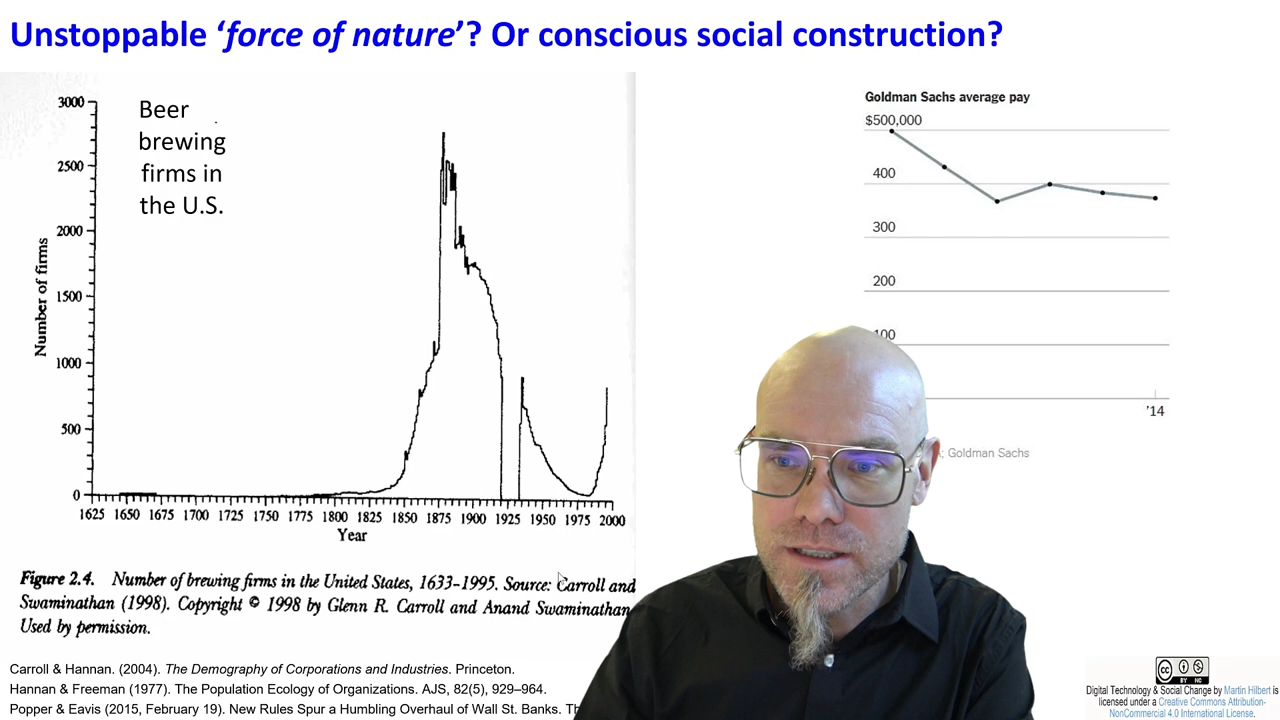 Unstoppable ‘force of nature’? Or conscious social construction?
Beer
brewing
firms in
the U.S.
3000
2500
2000
1500
1000
500
0
Number of firms
1625 1650 1675 1700 1725 1750 1775 1800 1825 1850 1875 1900 1925 1950 1975 2000
Year
Figure 2.4. Number of brewing firms in the United States, 1633–1995. Source: Carroll and
Swaminathan (1998). Copyright © 1998 by Glenn R. Carroll and Anand Swaminathan
Used by permission.
Goldman Sachs average pay
$500,000
400
300
200
100
’14
; Goldman Sachs
Carroll & Hannan. (2004). The Demography of Corporations and Industries. Princeton.
Hannan & Freeman (1977). The Population Ecology of Organizations. AJS, 82(5), 929–964.
Popper & Eavis (2015, February 19). New Rules Spur a Humbling Overhaul of Wall St. Banks.
CC BY NC
Digital Technology & Social Change by Martin Hilbert is
licensed under a Creative Commons Attribution-
NonCommercial 4.0 International License.